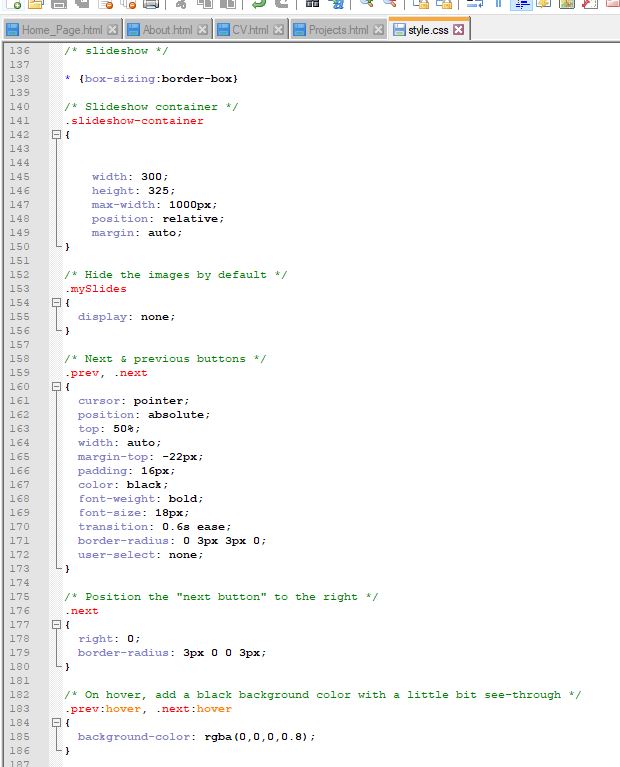 Home_Page.html About.html CV.html Projects.html style.css
136 /* slideshow */
137
138 * {box-sizing:border-box}
139
140 /* Slideshow container */
141 .slideshow-container
142 {
143
144
145 width: 300;
146 height: 325;
147 max-width: 1000px;
148 position: relative;
149 margin: auto;
150 }
151
152 /* Hide the images by default */
153 .mySlides
154 {
155 display: none;
156 }
157
158 /* Next & previous buttons */
159 .prev, .next
160 {
161 cursor: pointer;
162 position: absolute;
163 top: 50%;
164 width: auto;
165 margin-top: -22px;
166 padding: 16px;
167 color: black;
168 font-weight: bold;
169 font-size: 18px;
170 transition: 0.6s ease;
171 border-radius: 0 3px 3px 0;
172 user-select: none;
173 }
174
175 /* Position the "next button" to the right */
176 .next
177 {
178 right: 0;
179 border-radius: 3px 0 0 3px;
180 }
181
182 /* On hover, add a black background color with a little bit see-through */
183 .prev:hover, .next:hover
184 {
185 background-color: rgba(0,0,0,0.8);
186 }
187